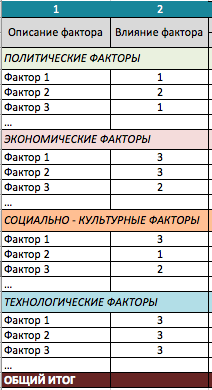 1 2
Описание фактора Влияние фактора
ПОЛИТИЧЕСКИЕ ФАКТОРЫ
Фактор 1 1
Фактор 2 2
Фактор 3 1
...
ЭКОНОМИЧЕСКИЕ ФАКТОРЫ
Фактор 1 3
Фактор 2 3
Фактор 3 2
...
СОЦИАЛЬНО - КУЛЬТУРНЫЕ ФАКТОРЫ
Фактор 1 3
Фактор 2 1
Фактор 3 2
...
ТЕХНОЛОГИЧЕСКИЕ ФАКТОРЫ
Фактор 1 3
Фактор 2 3
Фактор 3 3
...
ОБЩИЙ ИТОГ